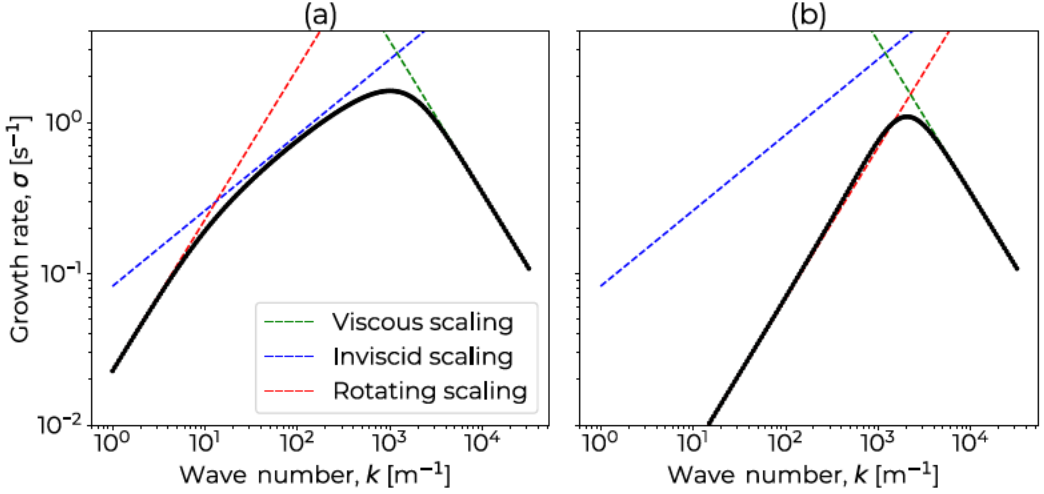 (a)
(b)
Growth rate, σ [s⁻¹]
10⁰
10⁻¹
10⁻²
Viscous scaling
Inviscid scaling
Rotating scaling
10⁰ 10¹ 10² 10³ 10⁴
10⁰ 10¹ 10² 10³ 10⁴
Wave number, k [m⁻¹]
Wave number, k [m⁻¹]